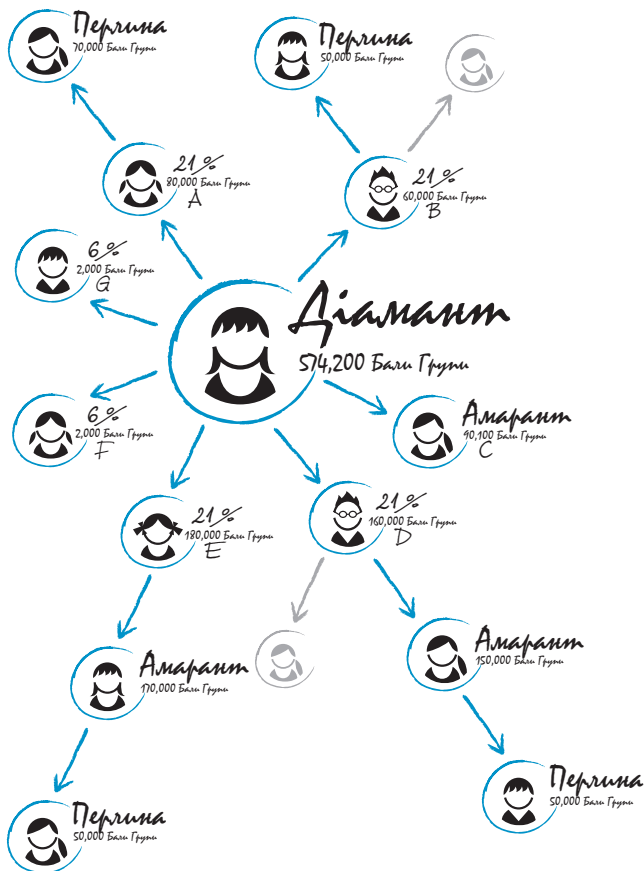 Перлина
70,000 Бали Групи
Перлина
50,000 Бали Групи
21%
80,000 Бали Групи
A
21%
60,000 Бали Групи
B
6%
2,000 Бали Групи
G
Діамант
574,200 Бали Групи
6%
2,000 Бали Групи
F
Амарант
90,100 Бали Групи
C
21%
180,000 Бали Групи
E
21%
160,000 Бали Групи
D
Амарант
170,000 Бали Групи
Амарант
150,000 Бали Групи
Перлина
50,000 Бали Групи
Перлина
50,000 Бали Групи